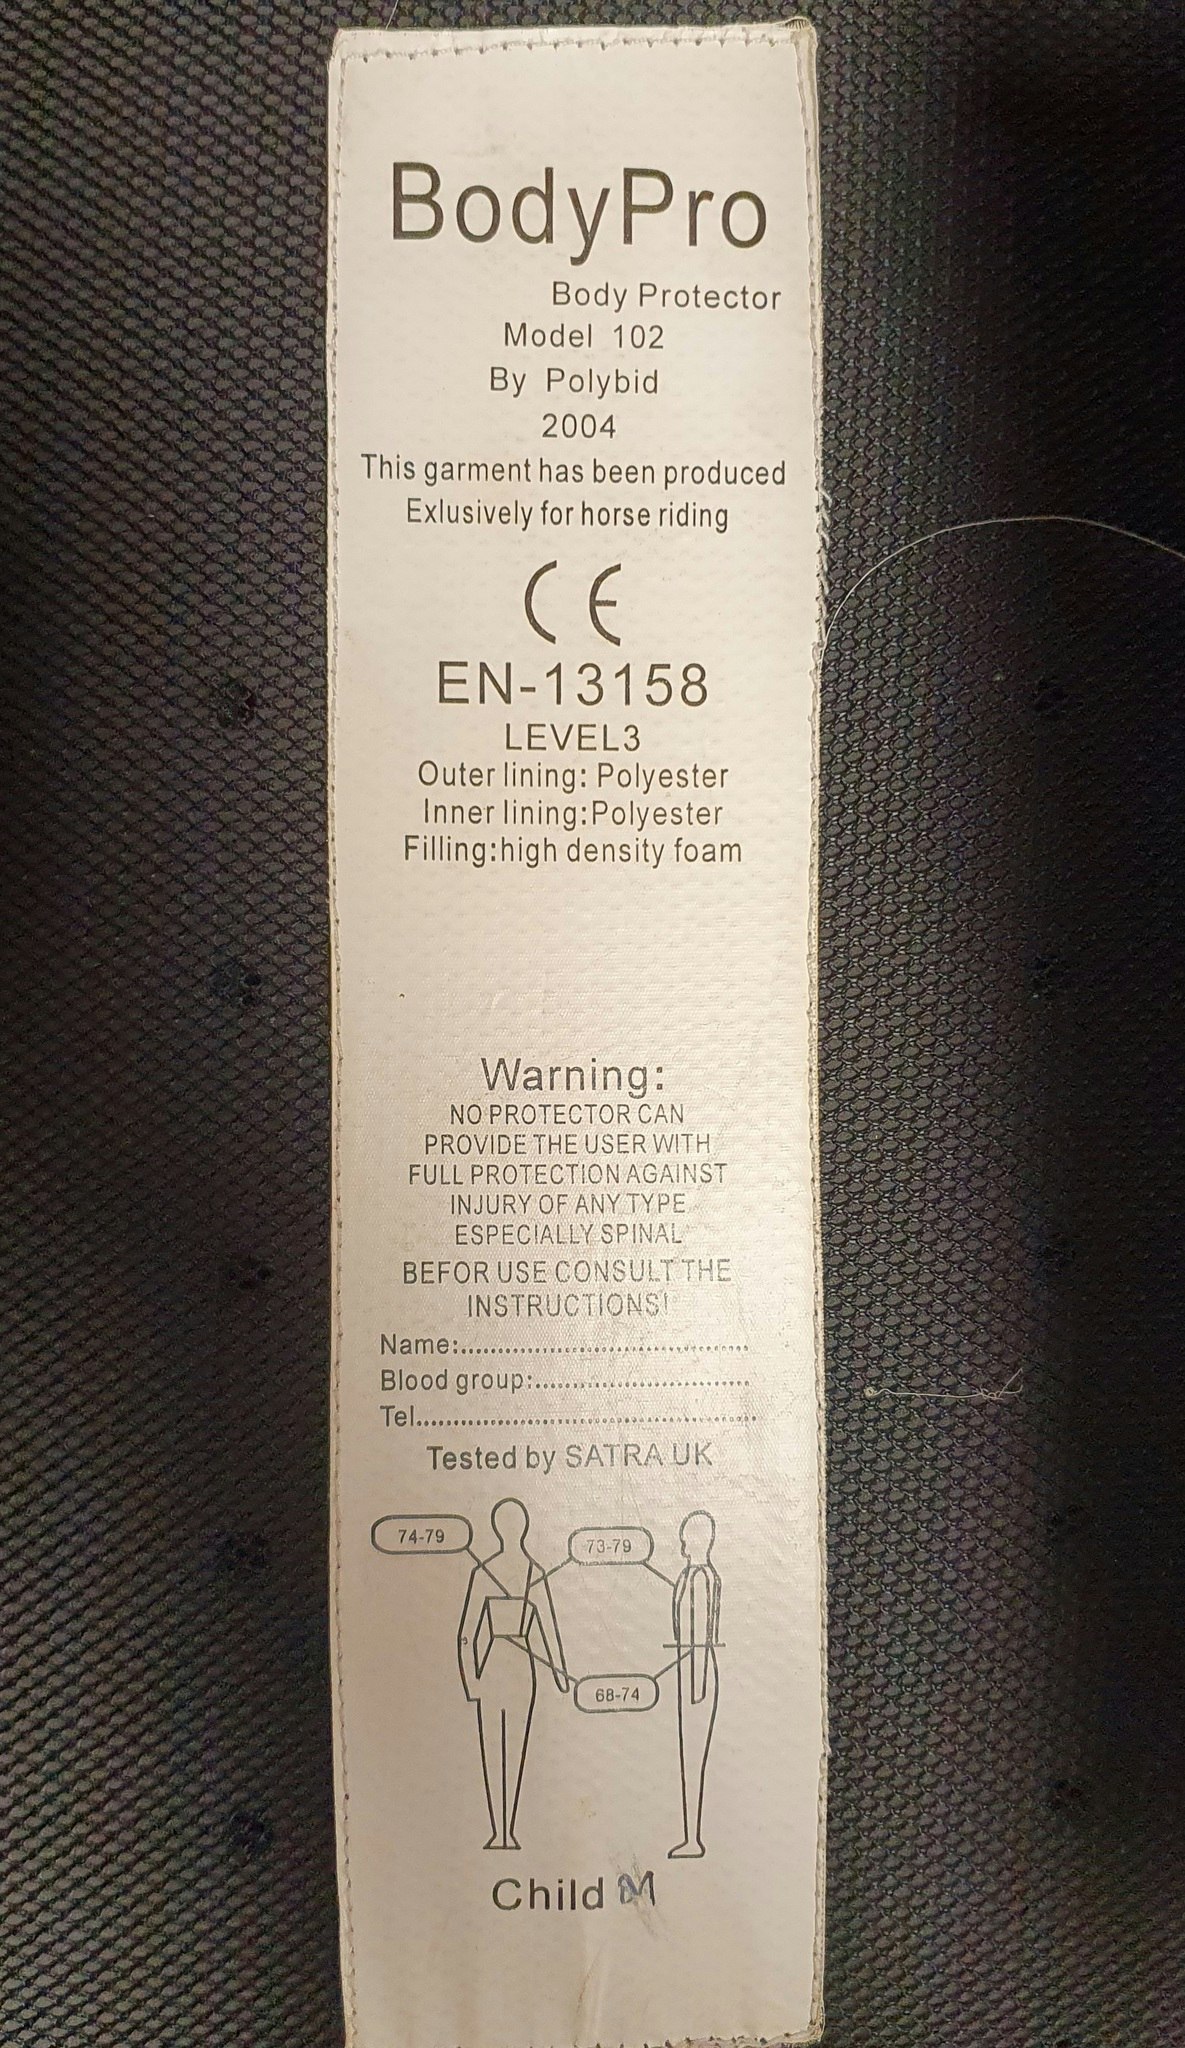 BodyPro
Body Protector
Model 102
By Polybid
2004
This garment has been produced
Exlusively for horse riding
CE
EN-13158
LEVEL3
Outer lining: Polyester
Inner lining:Polyester
Filling:high density foam
Warning:
NO PROTECTOR CAN
PROVIDE THE USER WITH
FULL PROTECTION AGAINST
INJURY OF ANY TYPE
ESPECIALLY SPINAL
BEFOR USE CONSULT THE
INSTRUCTIONS!
Name:......................................
Blood group:.............................
Tel..............................................
Tested by SATRA UK
74-79
73-79
68-74
Child M